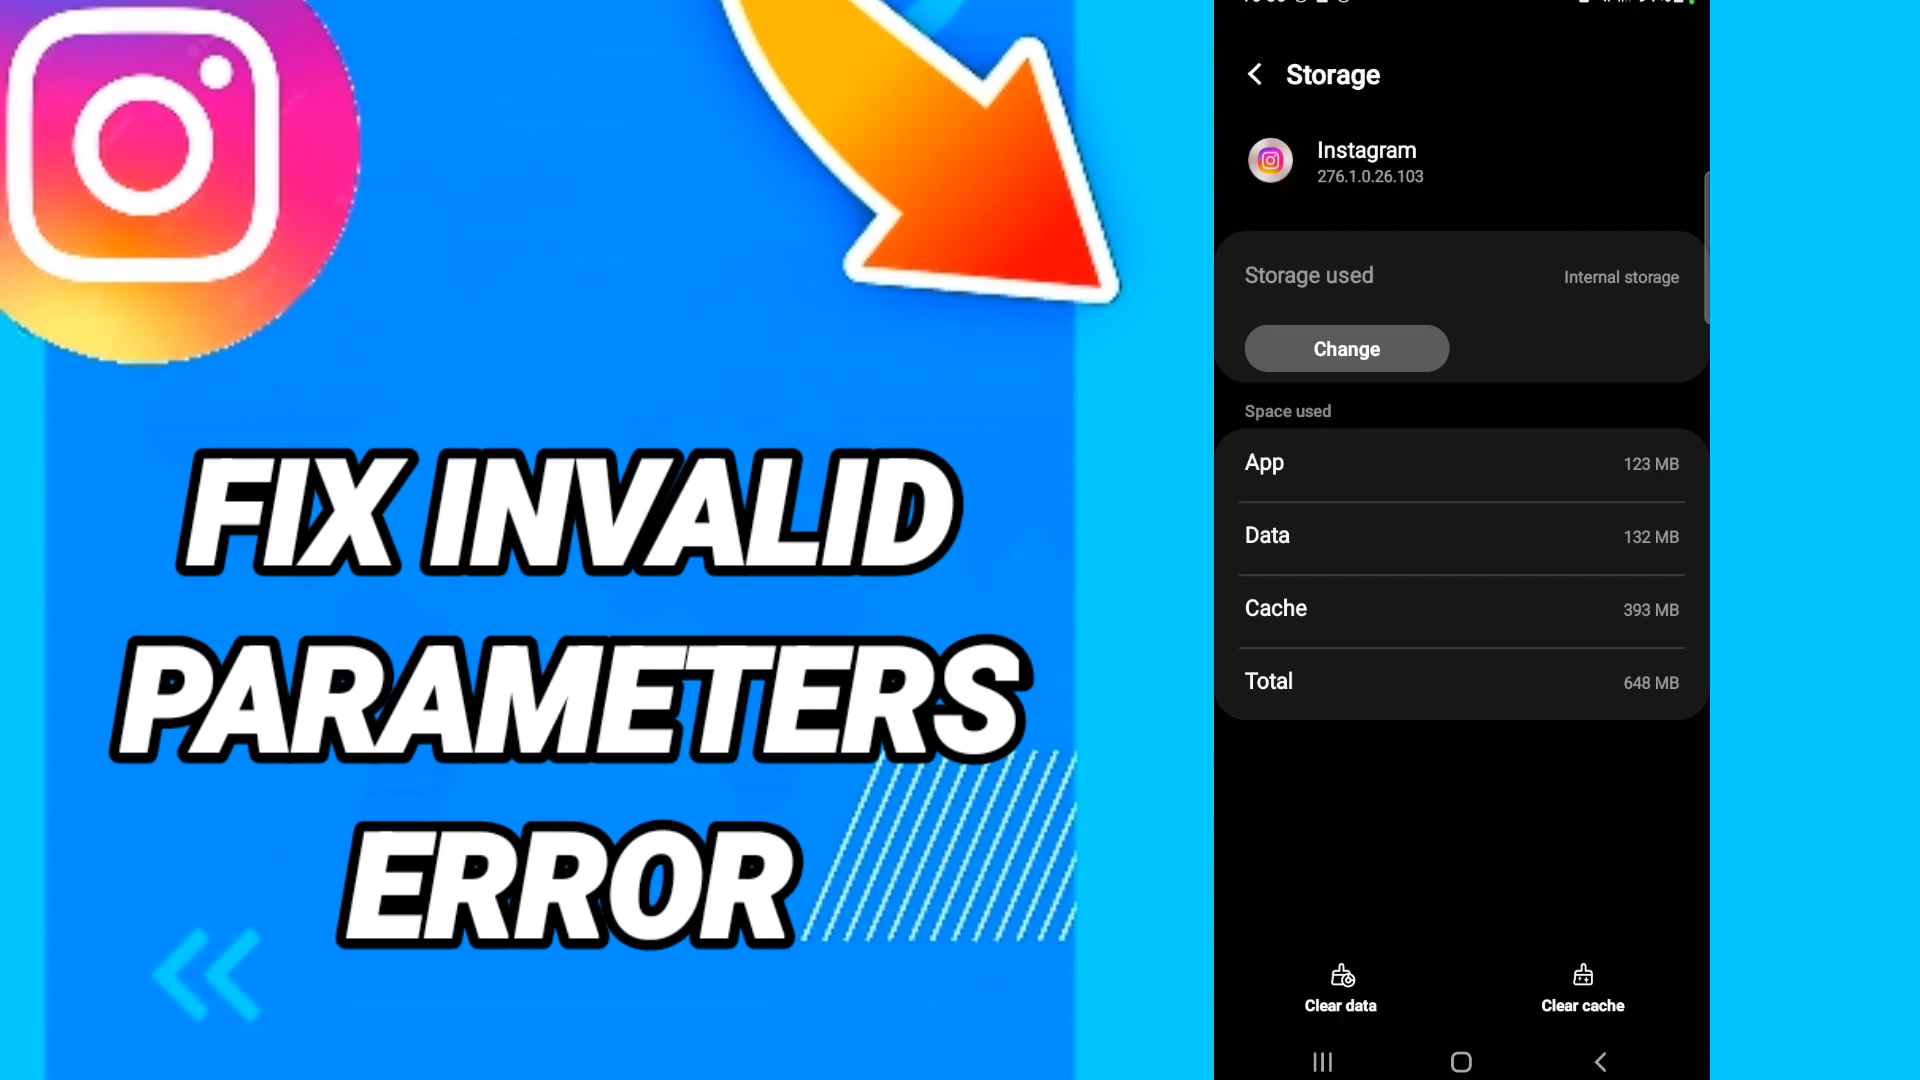 FIX INVALID
PARAMETERS
ERROR
Storage
Instagram
276.1.0.26.103
Storage used
Internal storage
Change
Space used
App
123 MB
Data
132 MB
Cache
393 MB
Total
648 MB
Clear data
Clear cache